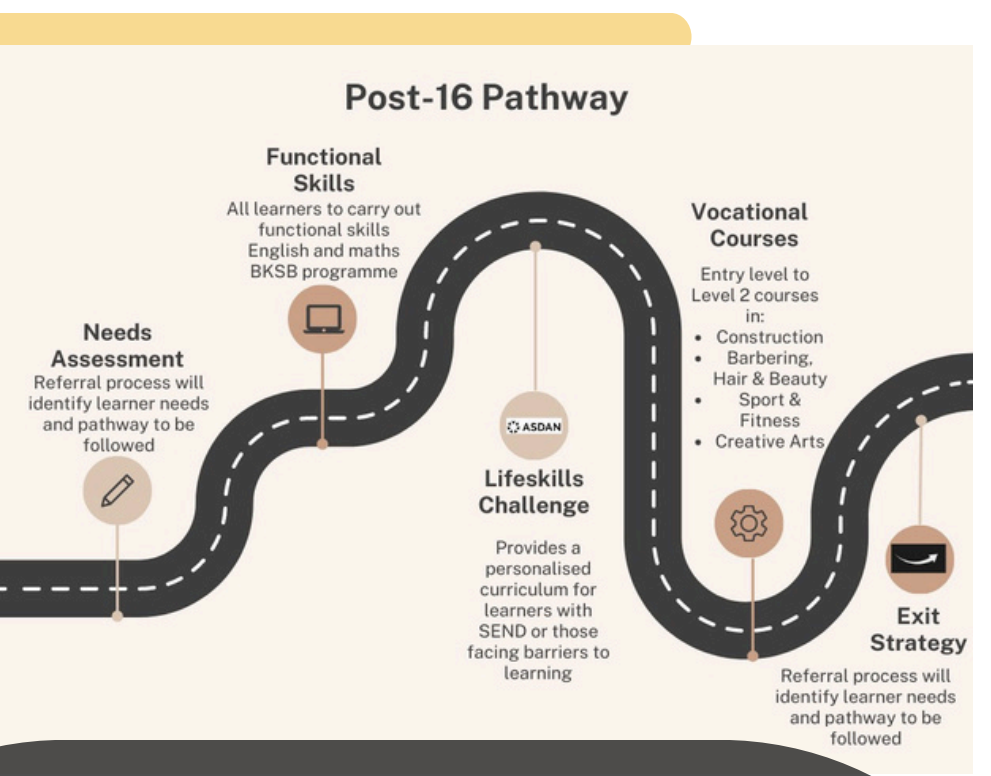 Post-16 Pathway
Needs
Assessment
Referral process will
identify learner needs
and pathway to be
followed
Functional
Skills
All learners to carry out
functional skills
English and maths
BKSB programme
ASDAN
Lifeskills
Challenge
Provides a
personalised
curriculum for
learners with
SEND or those
facing barriers to
learning
Vocational
Courses
Entry level to
Level 2 courses
in:
• Construction
• Barbering,
Hair & Beauty
• Sport &
Fitness
• Creative Arts
Exit
Strategy
Referral process will
identify learner needs
and pathway to be
followed